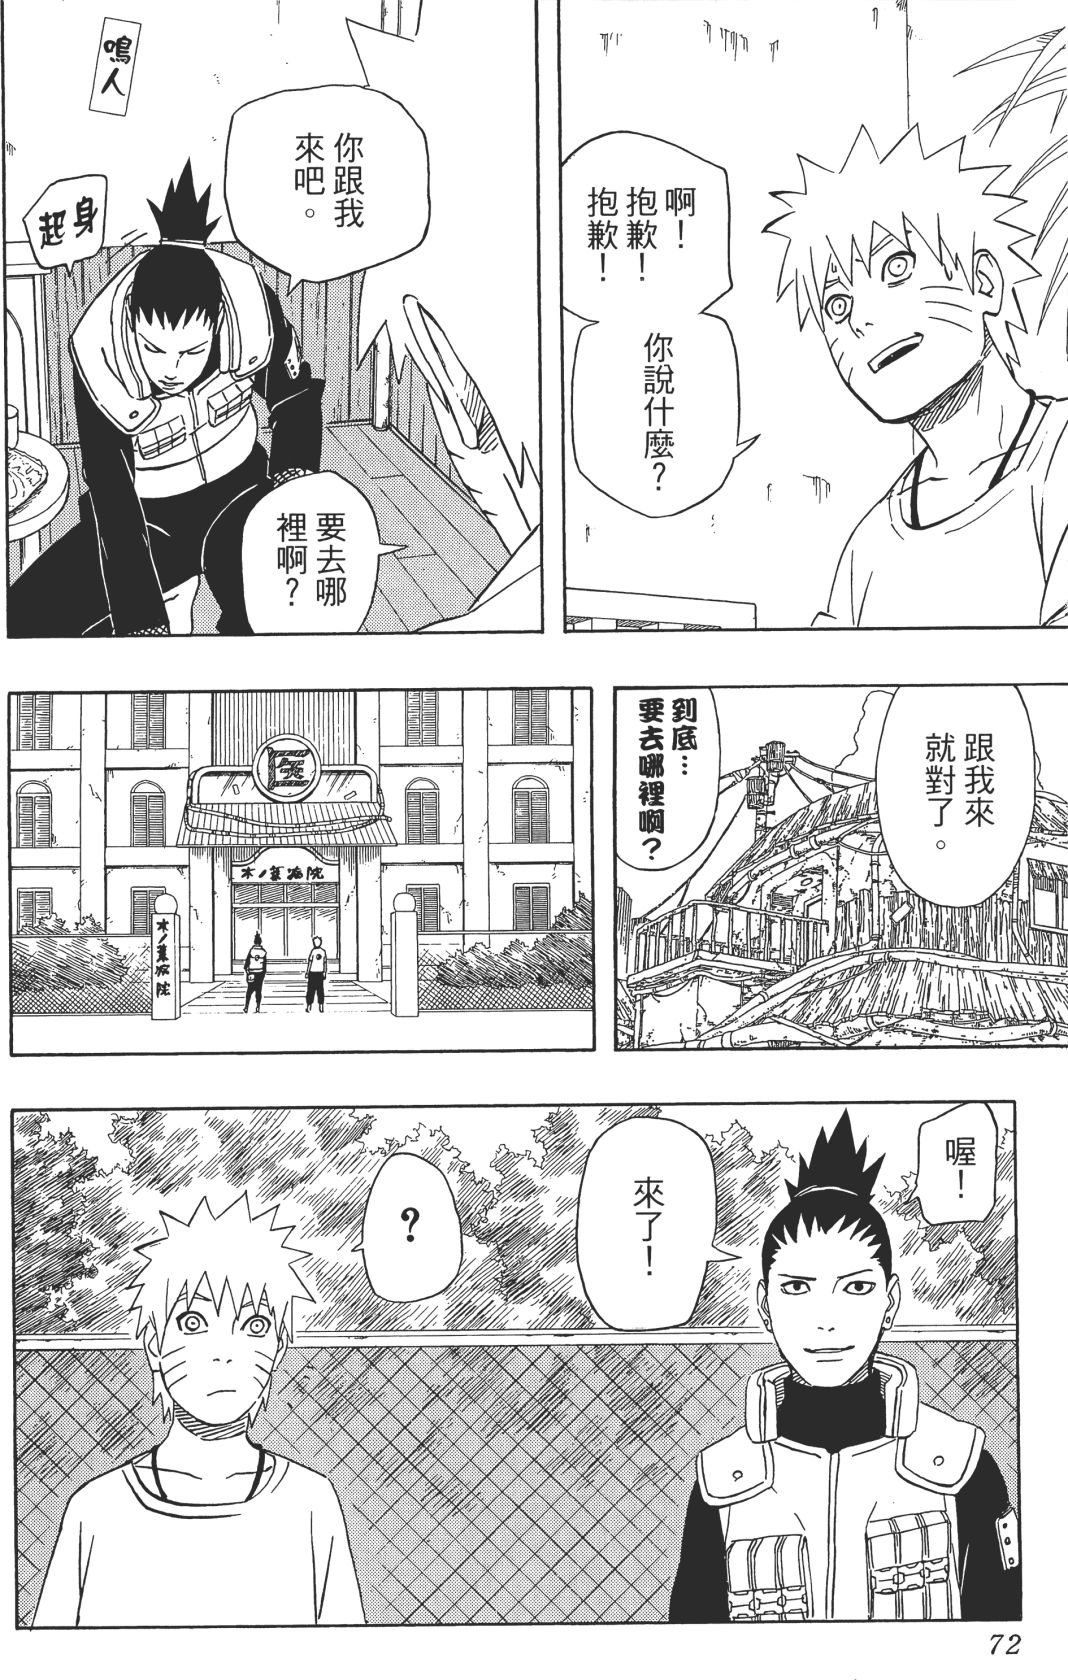 啊！
抱歉！
抱歉！
你說什麼？
鳴人
你跟我
來吧。
起身
要去哪
裡啊？
跟我來
就對了。
到底…
要去哪裡啊？
医
木ノ葉病院
木ノ葉病院
喔！
來了！
？
72